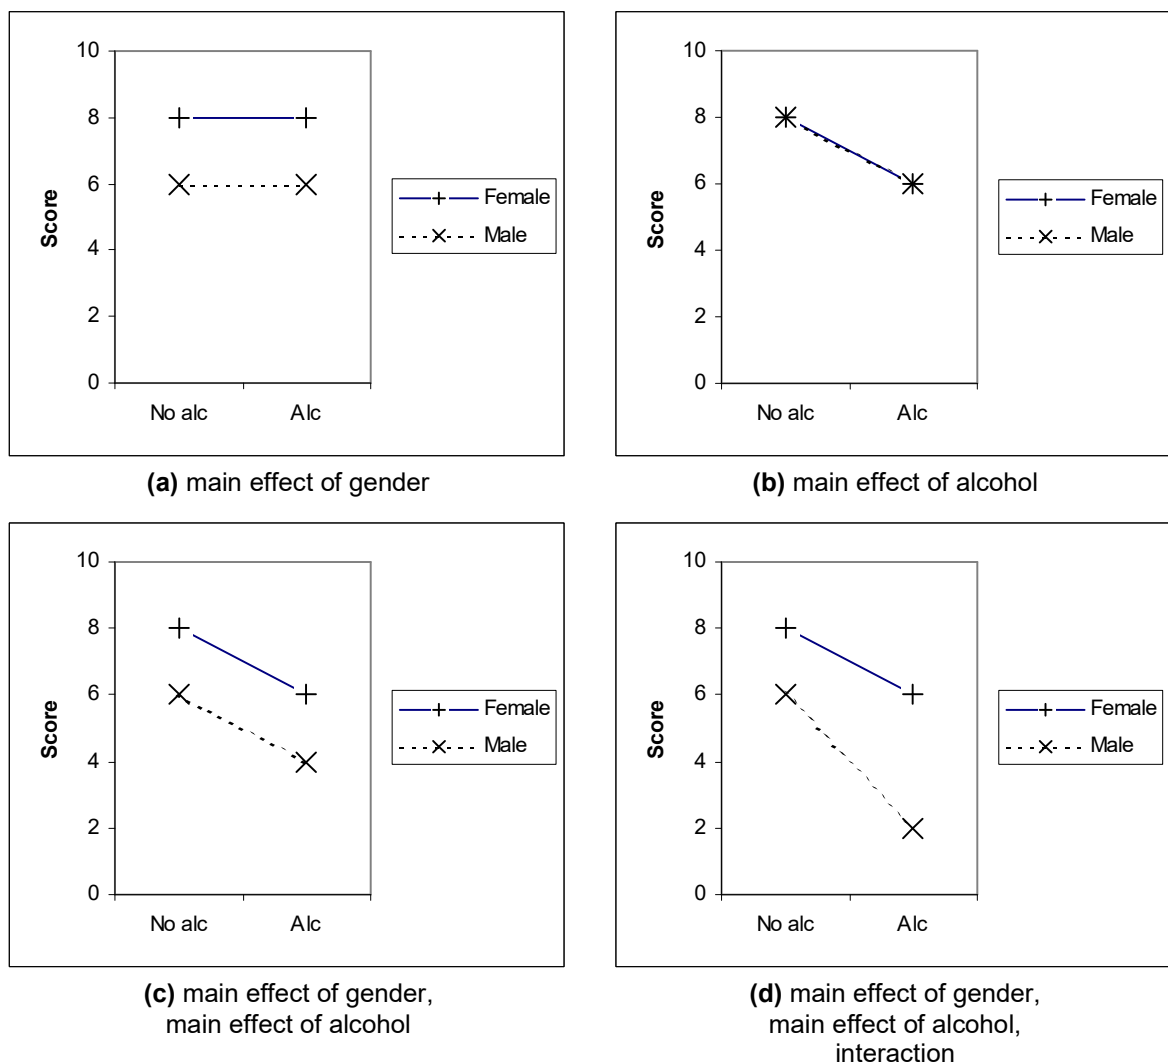 10
8
6
4
2
0
Score
No alc
Alc
Female
Male
(a) main effect of gender
10
8
6
4
2
0
Score
No alc
Alc
Female
Male
(b) main effect of alcohol
10
8
6
4
2
0
Score
No alc
Alc
Female
Male
(c) main effect of gender,
main effect of alcohol
10
8
6
4
2
0
Score
No alc
Alc
Female
Male
(d) main effect of gender,
main effect of alcohol,
interaction